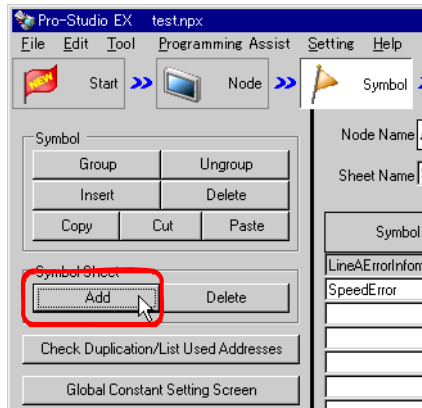 Pro-Studio EX test.npx
File Edit Tool Programming Assist Setting Help
NEW Start Node Symbol
Symbol
Group Ungroup
Insert Delete
Copy Cut Paste
Symbol Sheet
Add Delete
Check Duplication/List Used Addresses
Global Constant Setting Screen
Node Name
Sheet Name
Symbol
LineAErrorInform
SpeedError